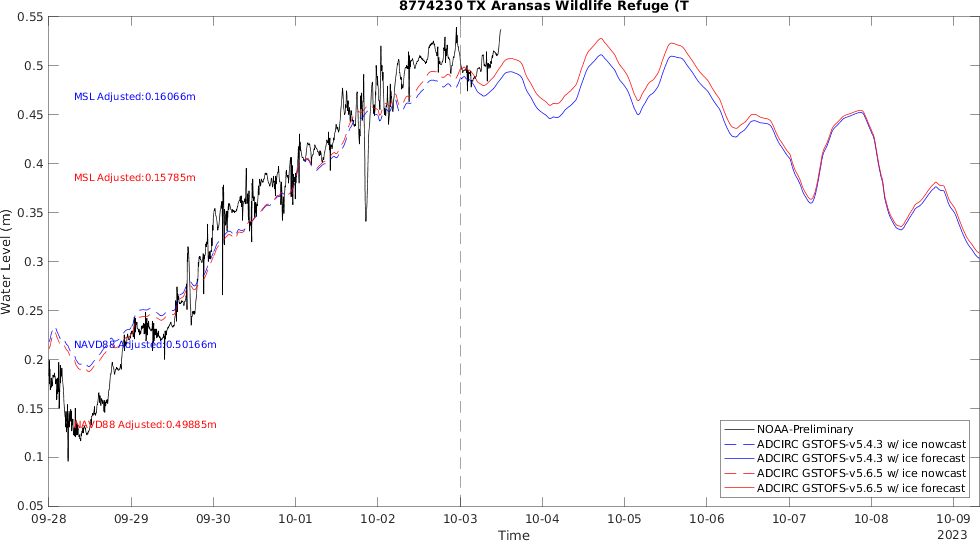 8774230 TX Aransas Wildlife Refuge (T
0.55
0.5
0.45
0.4
0.35
0.3
0.25
0.2
0.15
0.1
0.05
Water Level (m)
MSL Adjusted:0.16066m
MSL Adjusted:0.15785m
NAVD88 Adjusted:0.50166m
NAVD88 Adjusted:0.49885m
NOAA-Preliminary
ADCIRC GSTOFS-v5.4.3 w/ ice nowcast
ADCIRC GSTOFS-v5.4.3 w/ ice forecast
ADCIRC GSTOFS-v5.6.5 w/ ice nowcast
ADCIRC GSTOFS-v5.6.5 w/ ice forecast
09-28 09-29 09-30 10-01 10-02 10-03 10-04 10-05 10-06 10-07 10-08 10-09
Time
2023